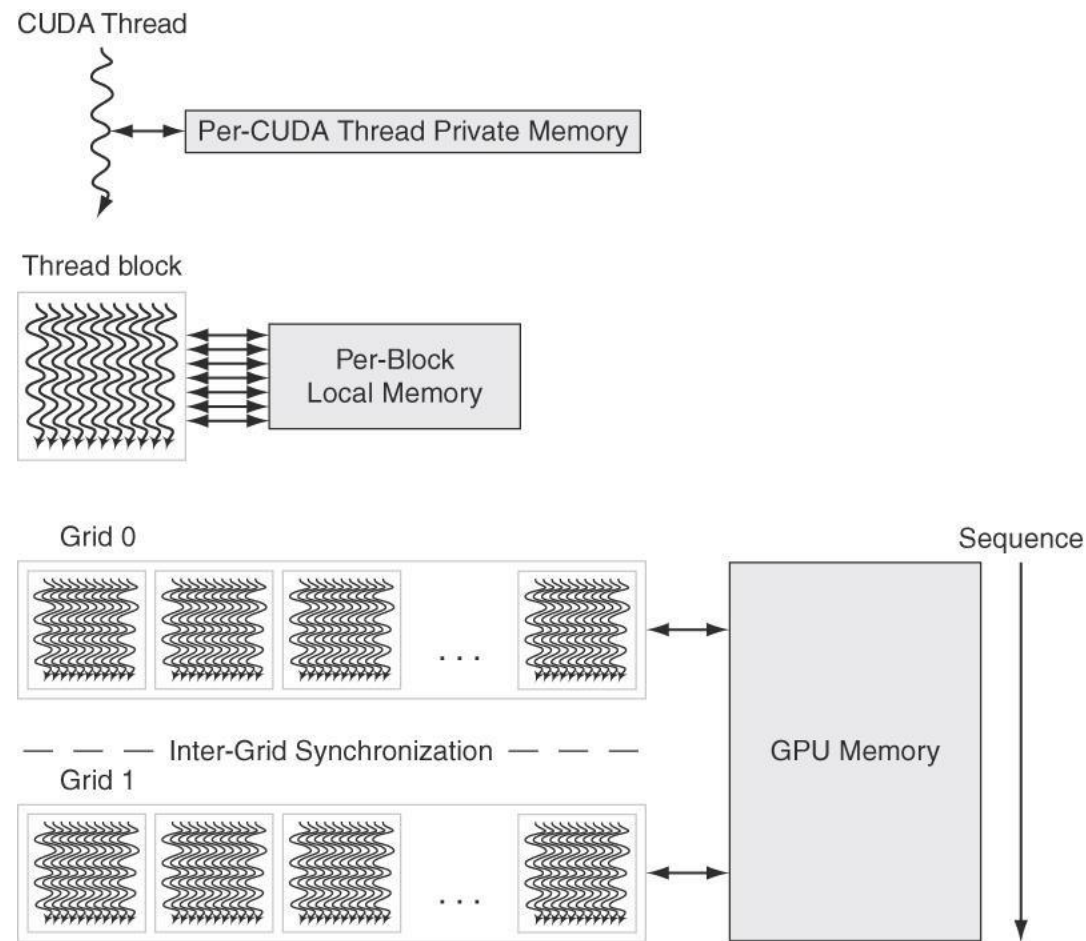 CUDA Thread
Per-CUDA Thread Private Memory
Thread block
Per-Block
Local Memory
Grid 0
Sequence
. . .
Inter-Grid Synchronization
GPU Memory
Grid 1
. . .